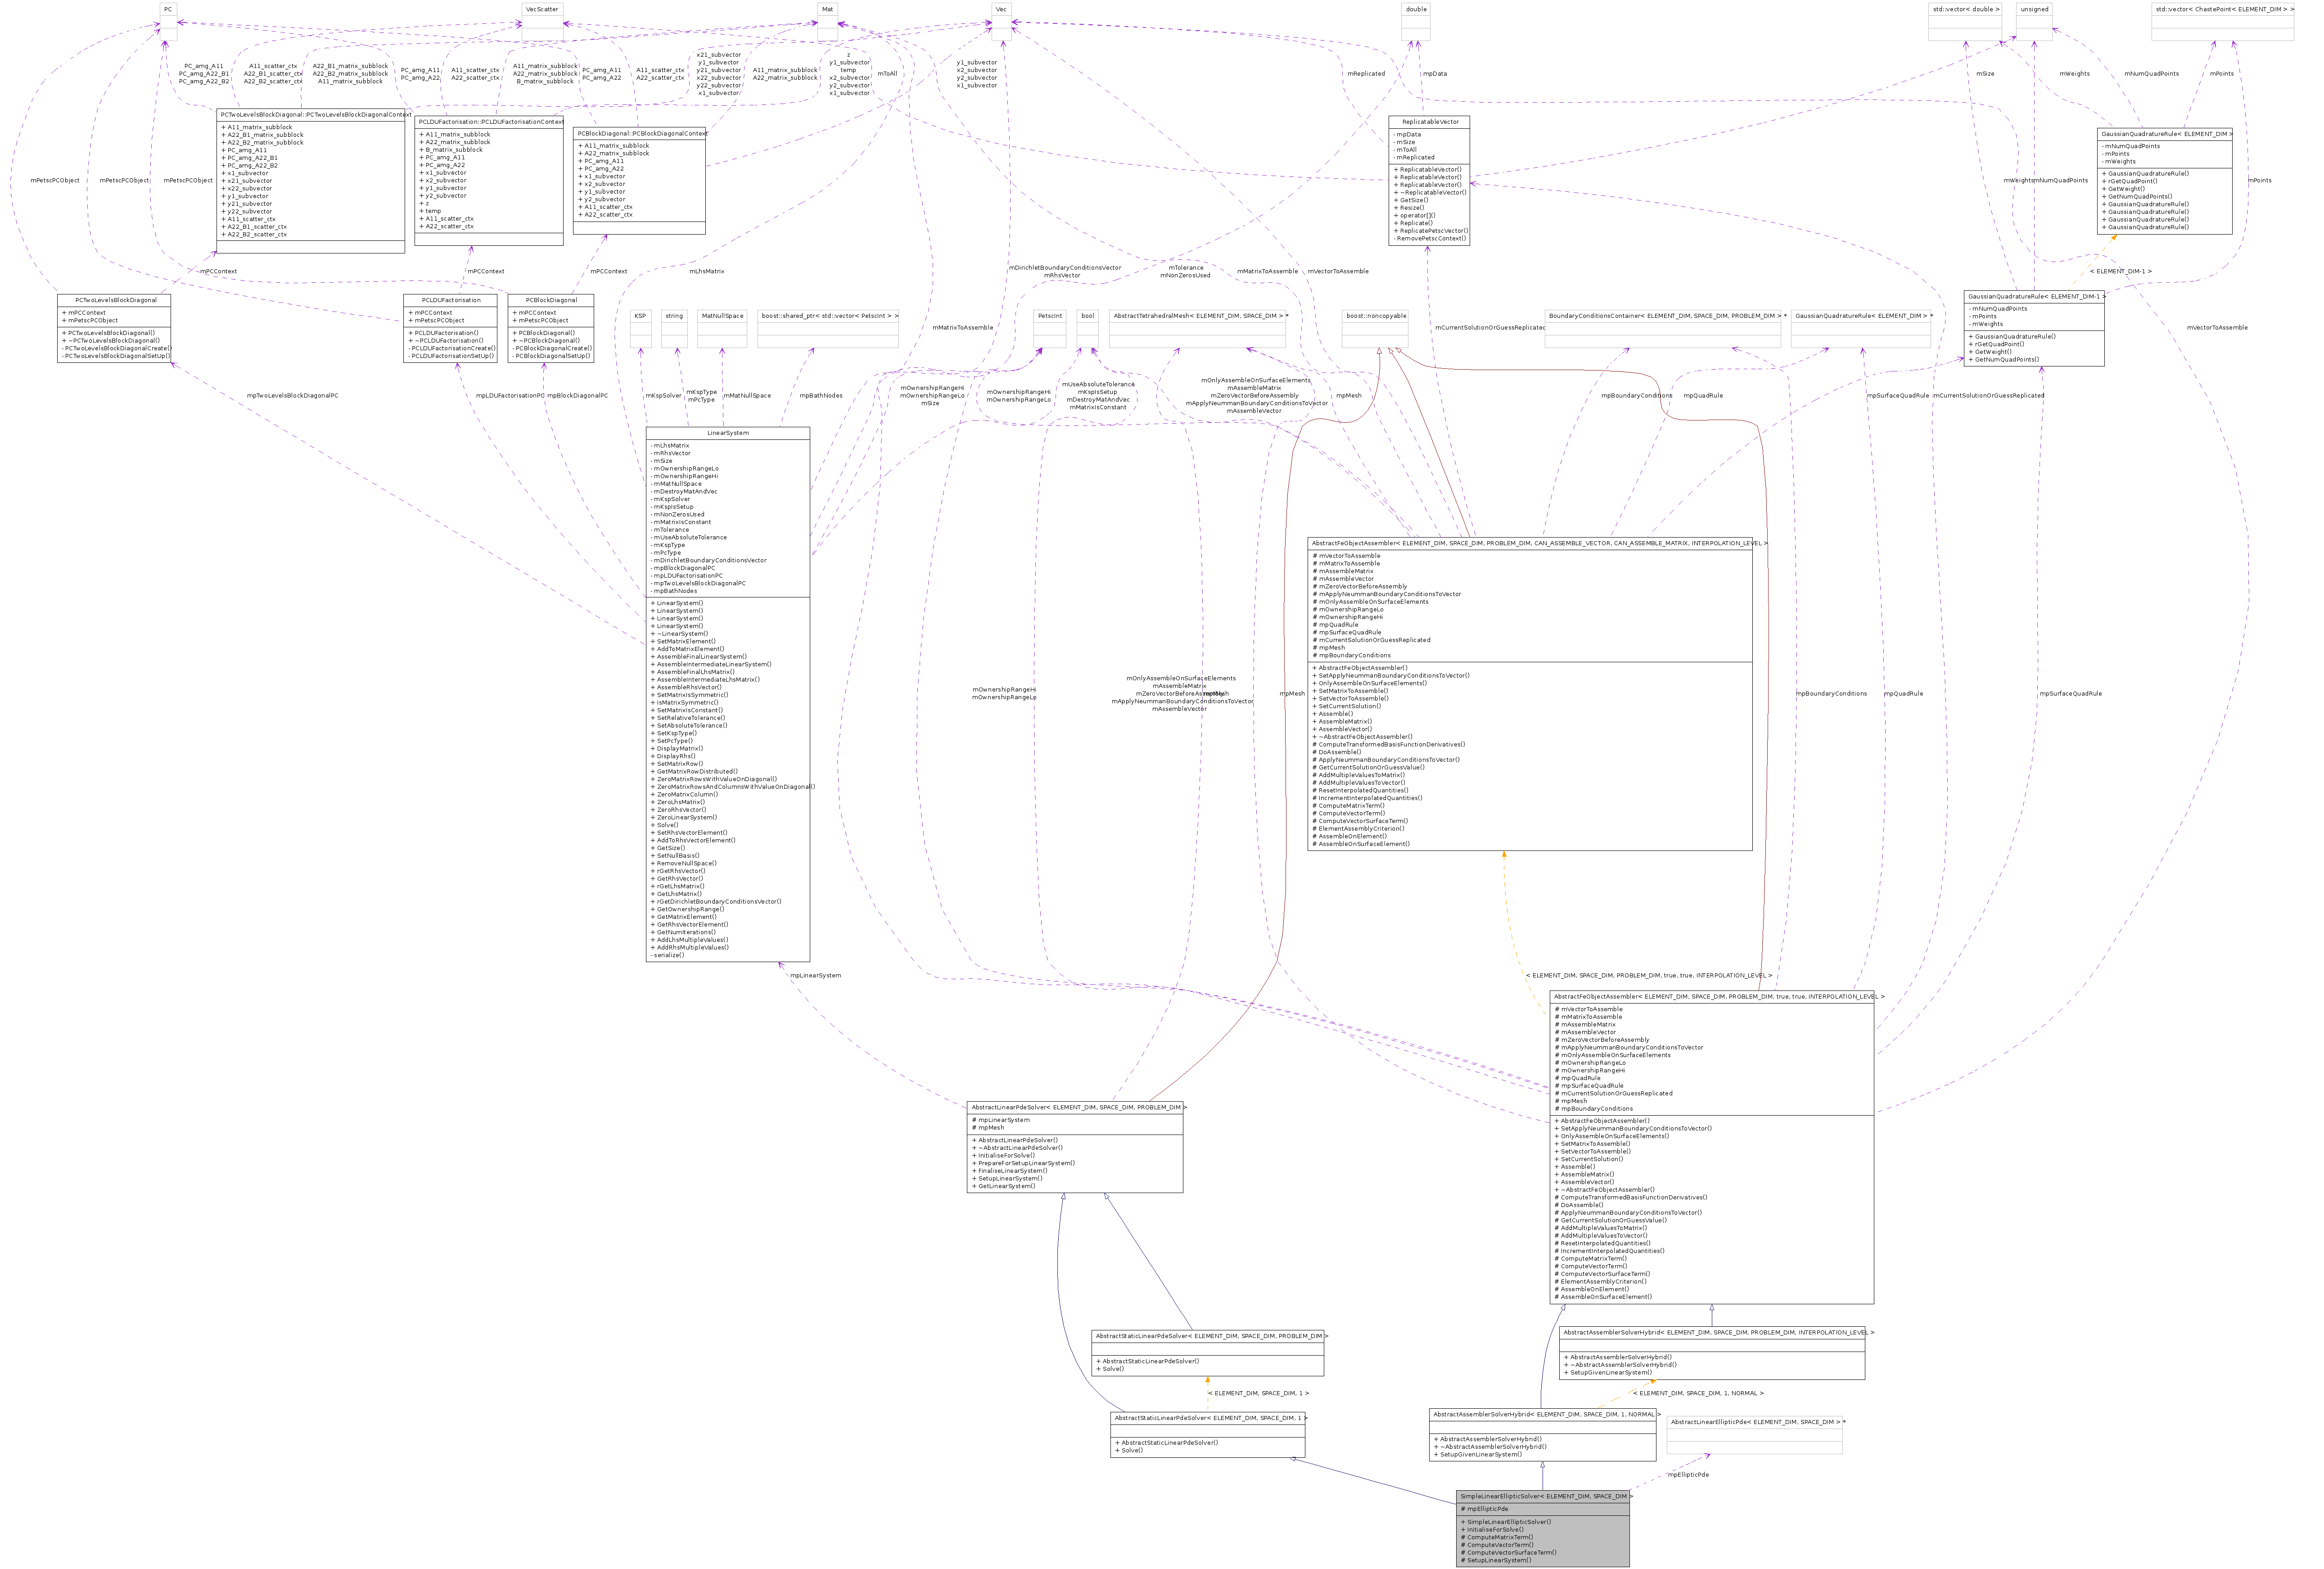 PC
VecScatter
Mat
Vec
double
std::vector< double >
unsigned
std::vector< ChastePoint< ELEMENT_DIM > >
PC_amg_A11
PC_amg_A22_B1
PC_amg_A22_B2
A11_scatter_ctx
A22_B1_scatter_ctx
A22_B2_scatter_ctx
A22_B1_matrix_subblock
A22_B2_matrix_subblock
A11_matrix_subblock
PC_amg_A11
PC_amg_A22
A11_scatter_ctx
A22_scatter_ctx
A11_matrix_subblock
A22_matrix_subblock
B_matrix_subblock
PC_amg_A11
PC_amg_A22
A11_scatter_ctx
A22_scatter_ctx
x21_subvector
y1_subvector
y21_subvector
x22_subvector
y22_subvector
x1_subvector
A11_matrix_subblock
A22_matrix_subblock
z
y1_subvector
temp
x2_subvector
y2_subvector
x1_subvector
mToAll
y1_subvector
x2_subvector
y2_subvector
x1_subvector
mReplicated
mpData
mSize
mWeights
mNumQuadPoints
mPoints
PCTwoLevelsBlockDiagonal::PCTwoLevelsBlockDiagonalContext
+ A11_matrix_subblock
+ A22_B1_matrix_subblock
+ A22_B2_matrix_subblock
+ PC_amg_A11
+ PC_amg_A22_B1
+ PC_amg_A22_B2
+ x1_subvector
+ x21_subvector
+ x22_subvector
+ y1_subvector
+ y21_subvector
+ y22_subvector
+ A11_scatter_ctx
+ A22_B1_scatter_ctx
+ A22_B2_scatter_ctx
PCLDUFactorisation::PCLDUFactorisationContext
+ A11_matrix_subblock
+ A22_matrix_subblock
+ B_matrix_subblock
+ PC_amg_A11
+ PC_amg_A22
+ x1_subvector
+ x2_subvector
+ y1_subvector
+ y2_subvector
+ z
+ temp
+ A11_scatter_ctx
+ A22_scatter_ctx
PCBlockDiagonal::PCBlockDiagonalContext
+ A11_matrix_subblock
+ A22_matrix_subblock
+ PC_amg_A11
+ PC_amg_A22
+ x1_subvector
+ x2_subvector
+ y1_subvector
+ y2_subvector
+ A11_scatter_ctx
+ A22_scatter_ctx
ReplicatableVector
- mpData
- mSize
- mToAll
- mReplicated
+ ReplicatableVector()
+ ReplicatableVector()
+ ReplicatableVector()
+ ~ReplicatableVector()
+ GetSize()
+ Resize()
+ operator[]()
+ Replicate()
+ ReplicatePetscVector()
- RemovePetscContext()
GaussianQuadratureRule< ELEMENT_DIM >
- mNumQuadPoints
- mPoints
- mWeights
+ GaussianQuadratureRule()
+ rGetQuadPoint()
+ GetWeight()
+ GetNumQuadPoints()
+ GaussianQuadratureRule()
+ GaussianQuadratureRule()
+ GaussianQuadratureRule()
+ GaussianQuadratureRule()
mPetscPCObject
mPetscPCObject
mPetscPCObject
mWeights
mNumQuadPoints
mPoints
mPCContext
mPCContext
mPCContext
mLhsMatrix
mDirichletBoundaryConditionsVector
mRhsVector
mTolerance
mNonZerosUsed
mMatrixToAssemble
mVectorToAssemble
< ELEMENT_DIM-1 >
PCTwoLevelsBlockDiagonal
+ mPCContext
+ mPetscPCObject
+ PCTwoLevelsBlockDiagonal()
+ ~PCTwoLevelsBlockDiagonal()
- PCTwoLevelsBlockDiagonalCreate()
- PCTwoLevelsBlockDiagonalSetUp()
PCLDUFactorisation
+ mPCContext
+ mPetscPCObject
+ PCLDUFactorisation()
+ ~PCLDUFactorisation()
- PCLDUFactorisationCreate()
- PCLDUFactorisationSetUp()
PCBlockDiagonal
+ mPCContext
+ mPetscPCObject
+ PCBlockDiagonal()
+ ~PCBlockDiagonal()
- PCBlockDiagonalCreate()
- PCBlockDiagonalSetUp()
KSP
string
MatNullSpace
boost::shared_ptr< std::vector< PetscInt > >
PetscInt
bool
AbstractTetrahedralMesh< ELEMENT_DIM, SPACE_DIM > *
boost::noncopyable
BoundaryConditionsContainer< ELEMENT_DIM, SPACE_DIM, PROBLEM_DIM > *
GaussianQuadratureRule< ELEMENT_DIM > *
GaussianQuadratureRule< ELEMENT_DIM-1 >
- mNumQuadPoints
- mPoints
- mWeights
+ GaussianQuadratureRule()
+ rGetQuadPoint()
+ GetWeight()
+ GetNumQuadPoints()
mMatrixToAssemble
mCurrentSolutionOrGuessReplicated
mVectorToAssemble
mpTwoLevelsBlockDiagonalPC
mpLDUFactorisationPC
mpBlockDiagonalPC
mKspSolver
mKspType
mPcType
mMatNullSpace
mpBathNodes
mOwnershipRangeHi
mOwnershipRangeLo
mSize
mOwnershipRangeHi
mOwnershipRangeLo
mUseAbsoluteTolerance
mKspIsSetup
mDestroyMatAndVec
mMatrixIsConstant
mOnlyAssembleOnSurfaceElements
mAssembleMatrix
mZeroVectorBeforeAssembly
mApplyNeummanBoundaryConditionsToVector
mAssembleVector
mpMesh
mpBoundaryConditions
mpQuadRule
mpSurfaceQuadRule
mCurrentSolutionOrGuessReplicated
LinearSystem
- mLhsMatrix
- mRhsVector
- mSize
- mOwnershipRangeLo
- mOwnershipRangeHi
- mMatNullSpace
- mDestroyMatAndVec
- mKspSolver
- mKspIsSetup
- mNonZerosUsed
- mMatrixIsConstant
- mTolerance
- mUseAbsoluteTolerance
- mKspType
- mPcType
- mDirichletBoundaryConditionsVector
- mpBlockDiagonalPC
- mpLDUFactorisationPC
- mpTwoLevelsBlockDiagonalPC
- mpBathNodes
+ LinearSystem()
+ LinearSystem()
+ LinearSystem()
+ LinearSystem()
+ ~LinearSystem()
+ SetMatrixElement()
+ AddToMatrixElement()
+ AssembleFinalLinearSystem()
+ AssembleIntermediateLinearSystem()
+ AssembleFinalLhsMatrix()
+ AssembleIntermediateLhsMatrix()
+ AssembleRhsVector()
+ SetMatrixIsSymmetric()
+ IsMatrixSymmetric()
+ SetMatrixIsConstant()
+ SetRelativeTolerance()
+ SetAbsoluteTolerance()
+ SetKspType()
+ SetPcType()
+ DisplayMatrix()
+ DisplayRhs()
+ SetMatrixRow()
+ GetMatrixRowDistributed()
+ ZeroMatrixRowsWithValueOnDiagonal()
+ ZeroMatrixRowsAndColumnsWithValueOnDiagonal()
+ ZeroMatrixColumn()
+ ZeroLhsMatrix()
+ ZeroRhsVector()
+ ZeroLinearSystem()
+ Solve()
+ SetRhsVectorElement()
+ AddToRhsVectorElement()
+ GetSize()
+ SetNullBasis()
+ RemoveNullSpace()
+ rGetRhsVector()
+ GetRhsVector()
+ rGetLhsMatrix()
+ GetLhsMatrix()
+ rGetDirichletBoundaryConditionsVector()
+ GetOwnershipRange()
+ GetMatrixElement()
+ GetRhsVectorElement()
+ GetNumIterations()
+ AddLhsMultipleValues()
+ AddRhsMultipleValues()
- serialize()
AbstractFeObjectAssembler< ELEMENT_DIM, SPACE_DIM, PROBLEM_DIM, CAN_ASSEMBLE_VECTOR, CAN_ASSEMBLE_MATRIX, INTERPOLATION_LEVEL >
# mVectorToAssemble
# mMatrixToAssemble
# mAssembleMatrix
# mAssembleVector
# mZeroVectorBeforeAssembly
# mApplyNeummanBoundaryConditionsToVector
# mOnlyAssembleOnSurfaceElements
# mOwnershipRangeLo
# mOwnershipRangeHi
# mpQuadRule
# mpSurfaceQuadRule
# mCurrentSolutionOrGuessReplicated
# mpMesh
# mpBoundaryConditions
+ AbstractFeObjectAssembler()
+ SetApplyNeummanBoundaryConditionsToVector()
+ OnlyAssembleOnSurfaceElements()
+ SetMatrixToAssemble()
+ SetVectorToAssemble()
+ SetCurrentSolution()
+ Assemble()
+ AssembleMatrix()
+ AssembleVector()
+ ~AbstractFeObjectAssembler()
# ComputeTransformedBasisFunctionDerivatives()
# DoAssemble()
# ApplyNeummanBoundaryConditionsToVector()
# GetCurrentSolutionOrGuessValue()
# AddMultipleValuesToMatrix()
# AddMultipleValuesToVector()
# ResetInterpolatedQuantities()
# IncrementInterpolatedQuantities()
# ComputeMatrixTerm()
# ComputeVectorTerm()
# ComputeVectorSurfaceTerm()
# ElementAssemblyCriterion()
# AssembleOnElement()
# AssembleOnSurfaceElement()
mOwnershipRangeHi
mOwnershipRangeLo
mOnlyAssembleOnSurfaceElements
mAssembleMatrix
mZeroVectorBeforeAssembly
mApplyNeummanBoundaryConditionsToVector
mAssembleVector
mpMesh
mpMesh
mpBoundaryConditions
mpQuadRule
mpSurfaceQuadRule
mpLinearSystem
< ELEMENT_DIM, SPACE_DIM, PROBLEM_DIM, true, true, INTERPOLATION_LEVEL >
AbstractFeObjectAssembler< ELEMENT_DIM, SPACE_DIM, PROBLEM_DIM, true, true, INTERPOLATION_LEVEL >
# mVectorToAssemble
# mMatrixToAssemble
# mAssembleMatrix
# mAssembleVector
# mZeroVectorBeforeAssembly
# mApplyNeummanBoundaryConditionsToVector
# mOnlyAssembleOnSurfaceElements
# mOwnershipRangeLo
# mOwnershipRangeHi
# mpQuadRule
# mpSurfaceQuadRule
# mCurrentSolutionOrGuessReplicated
# mpMesh
# mpBoundaryConditions
+ AbstractFeObjectAssembler()
+ SetApplyNeummanBoundaryConditionsToVector()
+ OnlyAssembleOnSurfaceElements()
+ SetMatrixToAssemble()
+ SetVectorToAssemble()
+ SetCurrentSolution()
+ Assemble()
+ AssembleMatrix()
+ AssembleVector()
+ ~AbstractFeObjectAssembler()
# ComputeTransformedBasisFunctionDerivatives()
# DoAssemble()
# ApplyNeummanBoundaryConditionsToVector()
# GetCurrentSolutionOrGuessValue()
# AddMultipleValuesToMatrix()
# AddMultipleValuesToVector()
# ResetInterpolatedQuantities()
# IncrementInterpolatedQuantities()
# ComputeMatrixTerm()
# ComputeVectorTerm()
# ComputeVectorSurfaceTerm()
# ElementAssemblyCriterion()
# AssembleOnElement()
# AssembleOnSurfaceElement()
AbstractLinearPdeSolver< ELEMENT_DIM, SPACE_DIM, PROBLEM_DIM >
# mpLinearSystem
# mpMesh
+ AbstractLinearPdeSolver()
+ ~AbstractLinearPdeSolver()
+ InitialiseForSolve()
+ PrepareForSetupLinearSystem()
+ FinaliseLinearSystem()
+ SetupLinearSystem()
+ GetLinearSystem()
AbstractStaticLinearPdeSolver< ELEMENT_DIM, SPACE_DIM, PROBLEM_DIM >
+ AbstractStaticLinearPdeSolver()
+ Solve()
AbstractAssemblerSolverHybrid< ELEMENT_DIM, SPACE_DIM, PROBLEM_DIM, INTERPOLATION_LEVEL >
+ AbstractAssemblerSolverHybrid()
+ ~AbstractAssemblerSolverHybrid()
+ SetupGivenLinearSystem()
< ELEMENT_DIM, SPACE_DIM, 1 >
< ELEMENT_DIM, SPACE_DIM, 1, NORMAL >
AbstractStaticLinearPdeSolver< ELEMENT_DIM, SPACE_DIM, 1 >
+ AbstractStaticLinearPdeSolver()
+ Solve()
AbstractAssemblerSolverHybrid< ELEMENT_DIM, SPACE_DIM, 1, NORMAL >
+ AbstractAssemblerSolverHybrid()
+ ~AbstractAssemblerSolverHybrid()
+ SetupGivenLinearSystem()
AbstractLinearEllipticPde< ELEMENT_DIM, SPACE_DIM > *
mpEllipticPde
SimpleLinearEllipticSolver< ELEMENT_DIM, SPACE_DIM >
# mpEllipticPde
+ SimpleLinearEllipticSolver()
+ InitialiseForSolve()
# ComputeMatrixTerm()
# ComputeVectorTerm()
# ComputeVectorSurfaceTerm()
# SetupLinearSystem()